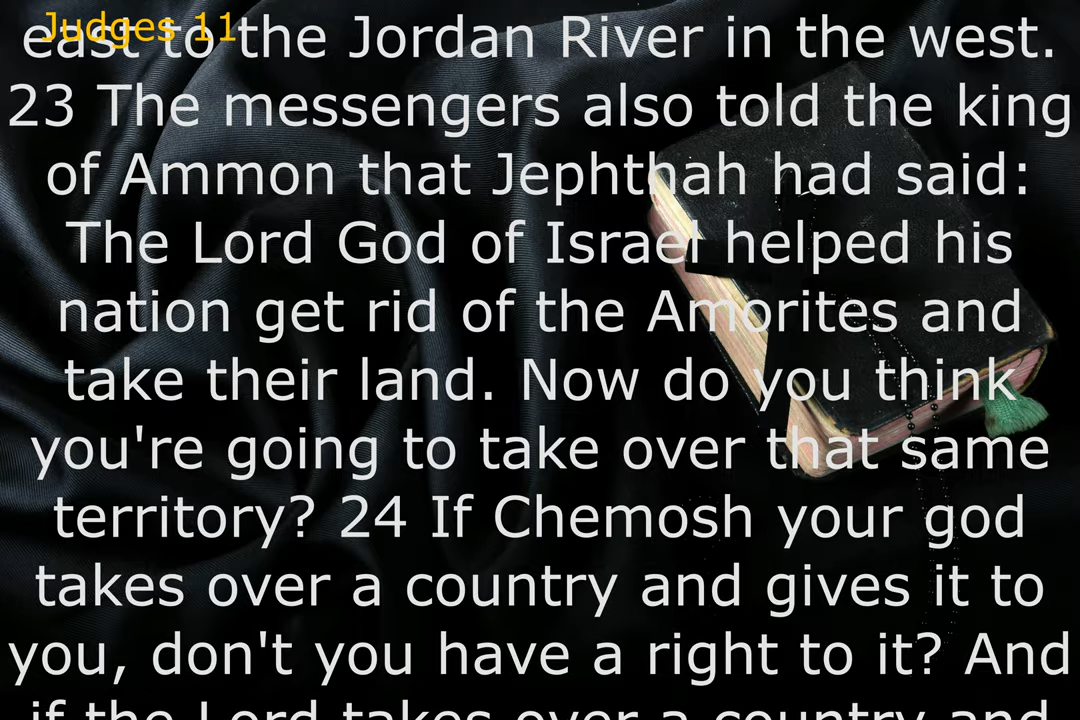 Judges 11
east to the Jordan River in the west.
23 The messengers also told the king
of Ammon that Jephthah had said:
The Lord God of Israel helped his
nation get rid of the Amorites and
take their land. Now do you think
you're going to take over that same
territory? 24 If Chemosh your god
takes over a country and gives it to
you, don't you have a right to it? And
if the Lord takes over a country and